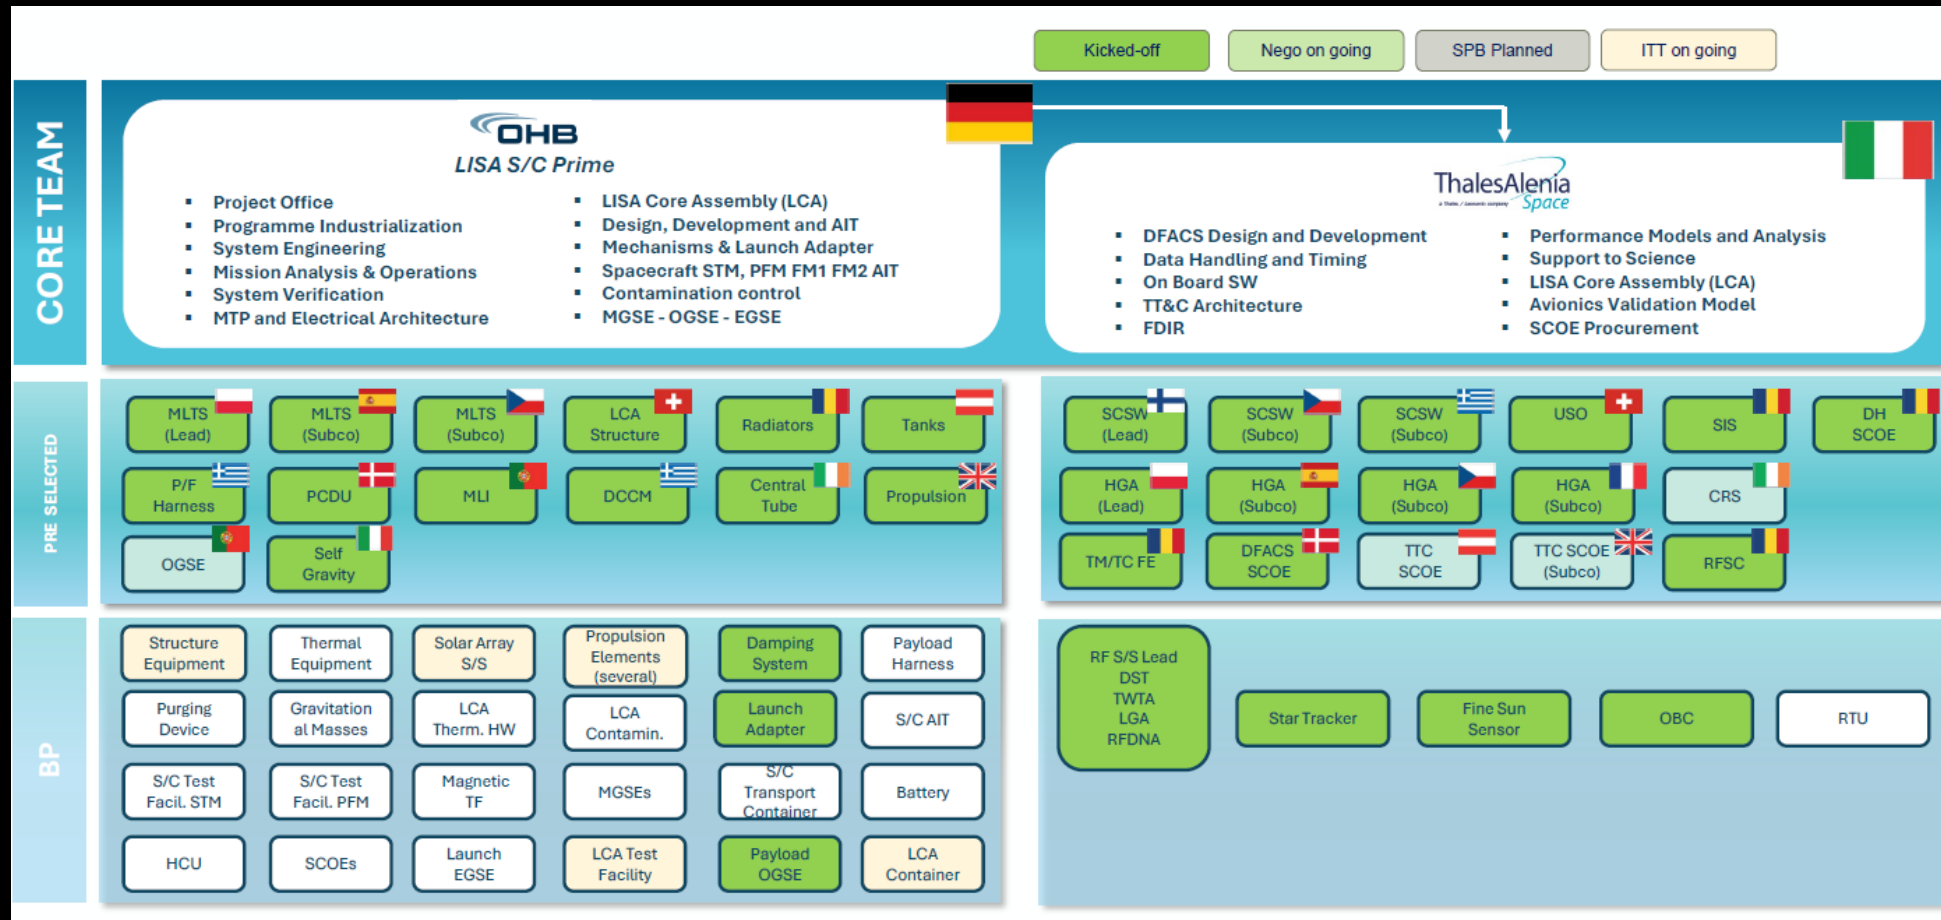 Kicked-off
Nego on going
SPB Planned
ITT on going
CORE TEAM
OHB
LISA S/C Prime
Project Office
Programme Industrialization
System Engineering
Mission Analysis & Operations
System Verification
MTP and Electrical Architecture
LISA Core Assembly (LCA)
Design, Development and AIT
Mechanisms & Launch Adapter
Spacecraft STM, PFM FM1 FM2 AIT
Contamination control
MGSE - OGSE - EGSE
ThalesAlenia
a Thales / Leonardo company
Space
DFACS Design and Development
Data Handling and Timing
On Board SW
TT&C Architecture
FDIR
Performance Models and Analysis
Support to Science
LISA Core Assembly (LCA)
Avionics Validation Model
SCOE Procurement
PRE SELECTED
MLTS
(Lead)
MLTS
(Subco)
MLTS
(Subco)
LCA
Structure
Radiators
Tanks
P/F
Harness
PCDU
MLI
DCCM
Central
Tube
Propulsion
OGSE
Self
Gravity
SCSW
(Lead)
SCSW
(Subco)
SCSW
(Subco)
USO
SIS
DH
SCOE
HGA
(Lead)
HGA
(Subco)
HGA
(Subco)
HGA
(Subco)
CRS
TM/TC FE
DFACS
SCOE
TTC
SCOE
TTC SCOE
(Subco)
RFSC
BP
Structure
Equipment
Thermal
Equipment
Solar Array
S/S
Propulsion
Elements
(several)
Damping
System
Payload
Harness
Purging
Device
Gravitation
al Masses
LCA
Therm. HW
LCA
Contamin.
Launch
Adapter
S/C AIT
S/C Test
Facil. STM
S/C Test
Facil. PFM
Magnetic
TF
MGSEs
S/C
Transport
Container
Battery
HCU
SCOEs
Launch
EGSE
LCA Test
Facility
Payload
OGSE
LCA
Container
RF S/S Lead
DST
TWTA
LGA
RFDNA
Star Tracker
Fine Sun
Sensor
OBC
RTU